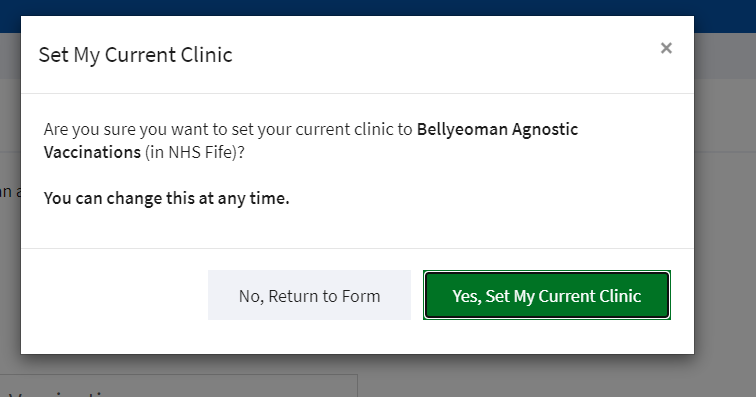 Set My Current Clinic ×
Are you sure you want to set your current clinic to Bellyeoman Agnostic
Vaccinations (in NHS Fife)?
You can change this at any time.
No, Return to Form Yes, Set My Current Clinic